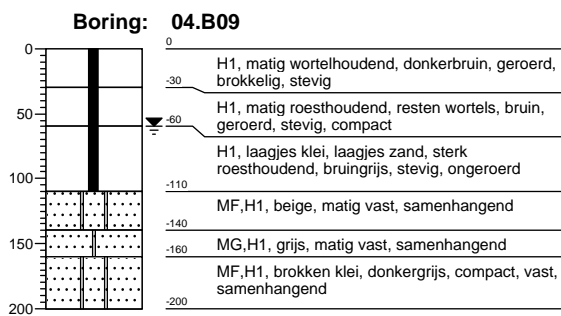 Boring: 04.B09
0
50
100
150
200
0
H1, matig wortelhoudend, donkerbruin, geroerd,
brokkelig, stevig
-30
H1, matig roesthoudend, resten wortels, bruin,
geroerd, stevig, compact
-60
H1, laagjes klei, laagjes zand, sterk
roesthoudend, bruingrijs, stevig, ongeroerd
-110
MF,H1, beige, matig vast, samenhangend
-140
MG,H1, grijs, matig vast, samenhangend
-160
MF,H1, brokken klei, donkergrijs, compact, vast,
samenhangend
-200